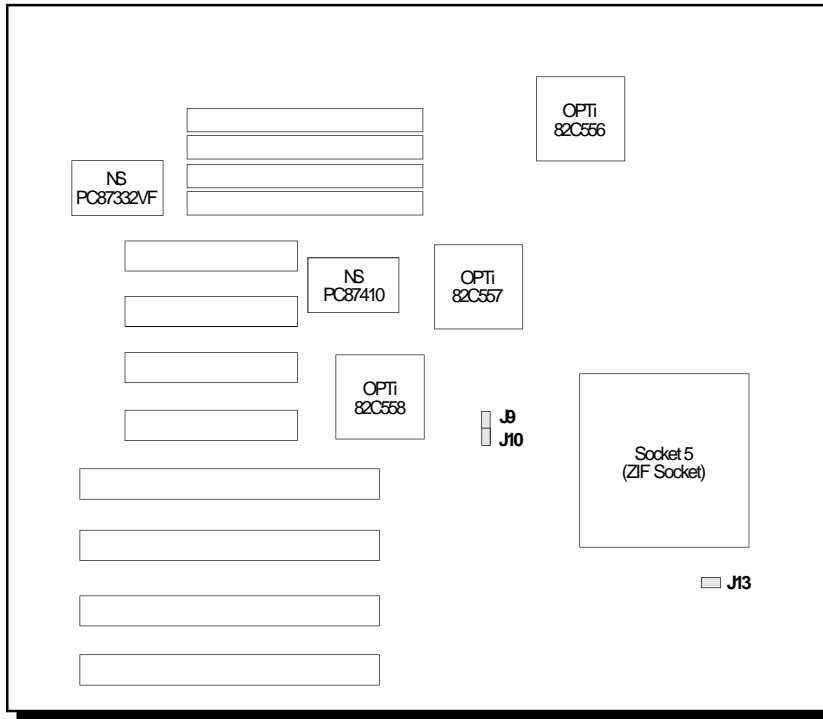 OPTi
82C556
NS
PC87332VF
NS
PC87410
OPTi
82C557
OPTi
82C558
J9
J10
Socket 5
(ZIF Socket)
J13